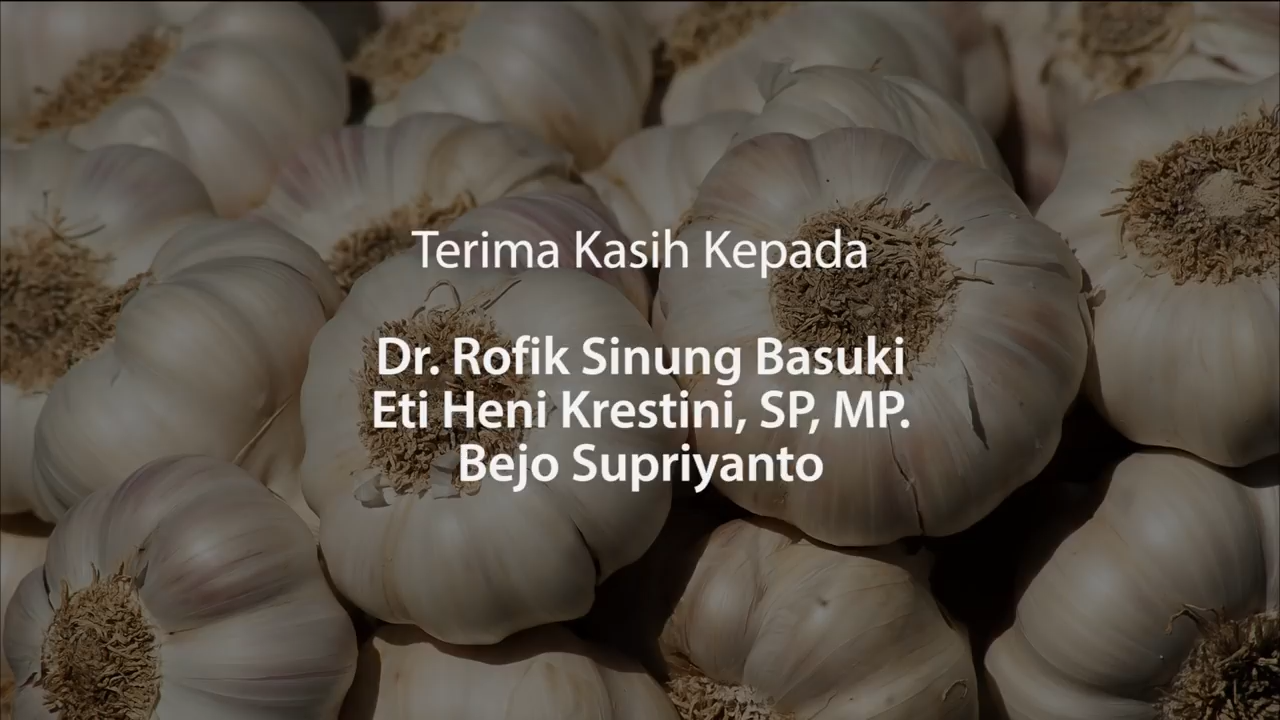 Terima Kasih Kepada
Dr. Rofik Sinung Basuki
Eti Heni Krestini, SP, MP.
Bejo Supriyanto